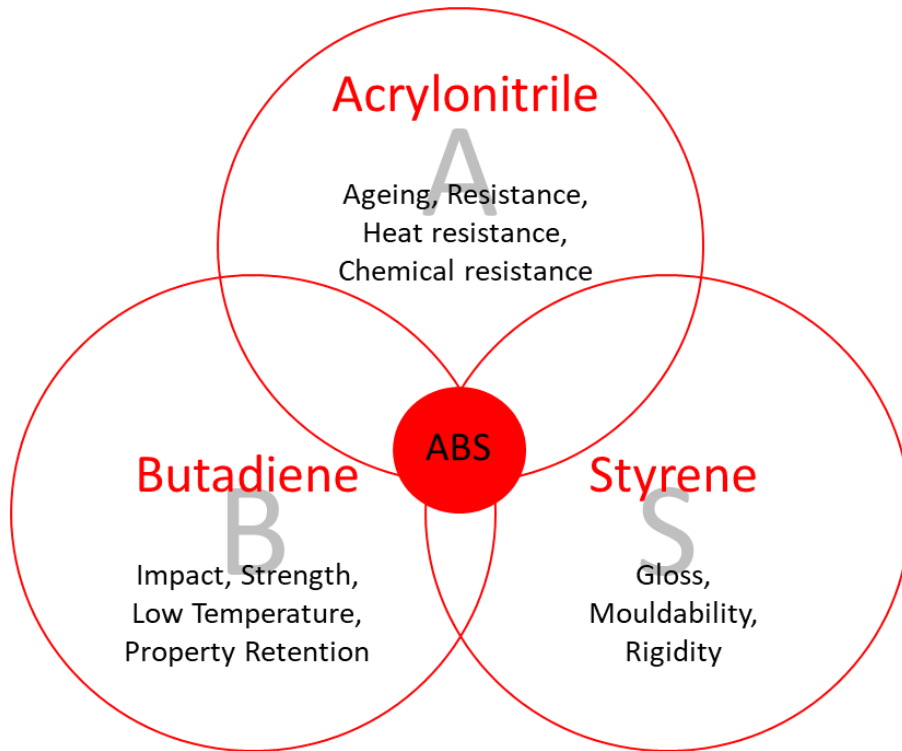 Acrylonitrile
A
Ageing, Resistance,
Heat resistance,
Chemical resistance
ABS
Butadiene
B
Impact, Strength,
Low Temperature,
Property Retention
Styrene
S
Gloss,
Mouldability,
Rigidity